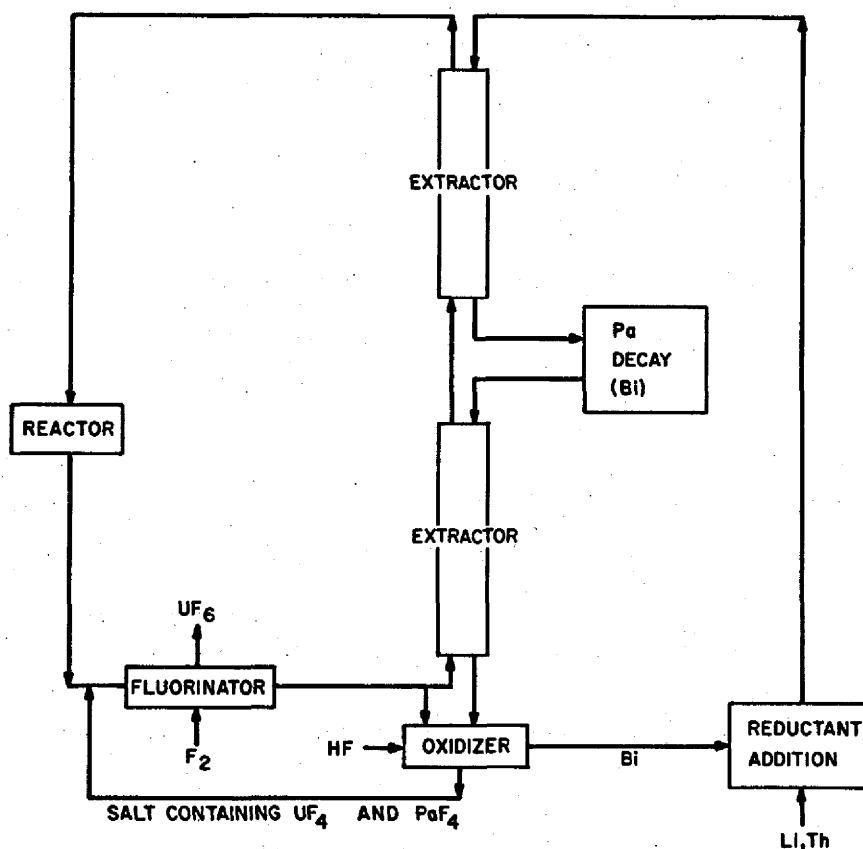 EXTRACTOR
Pa
DECAY
(Bi)
REACTOR
EXTRACTOR
UF6
FLUORINATOR
F2
HF
OXIDIZER
Bi
REDUCTANT
ADDITION
SALT CONTAINING UF4 AND PaF4
Li,Th